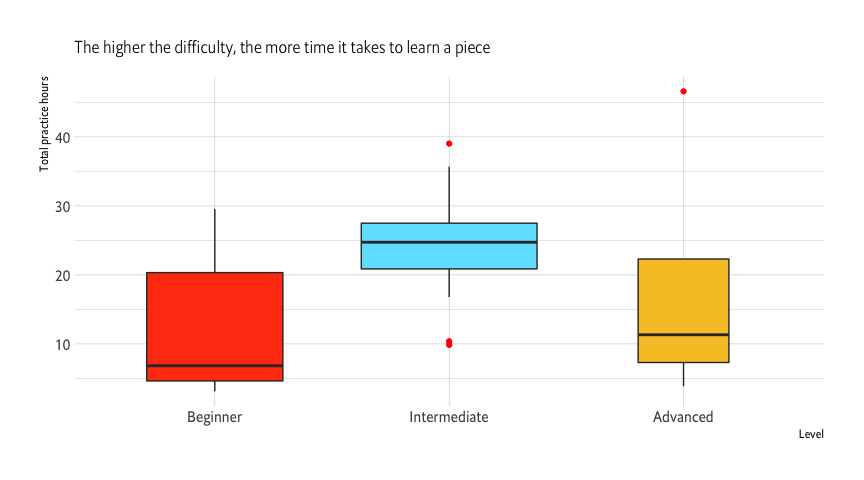 The higher the difficulty, the more time it takes to learn a piece
Total practice hours
40
30
20
10
Beginner Intermediate Advanced
Level